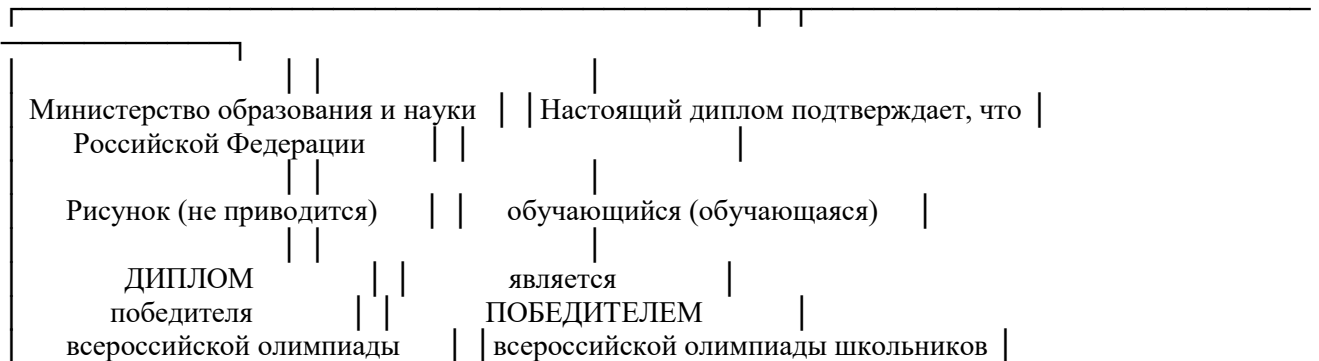 Министерство образования и науки Настоящий диплом подтверждает, что
Российской Федерации
Рисунок (не приводится) обучающийся (обучающаяся)
ДИПЛОМ является
победителя ПОБЕДИТЕЛЕМ
всероссийской олимпиады всероссийской олимпиады школьников